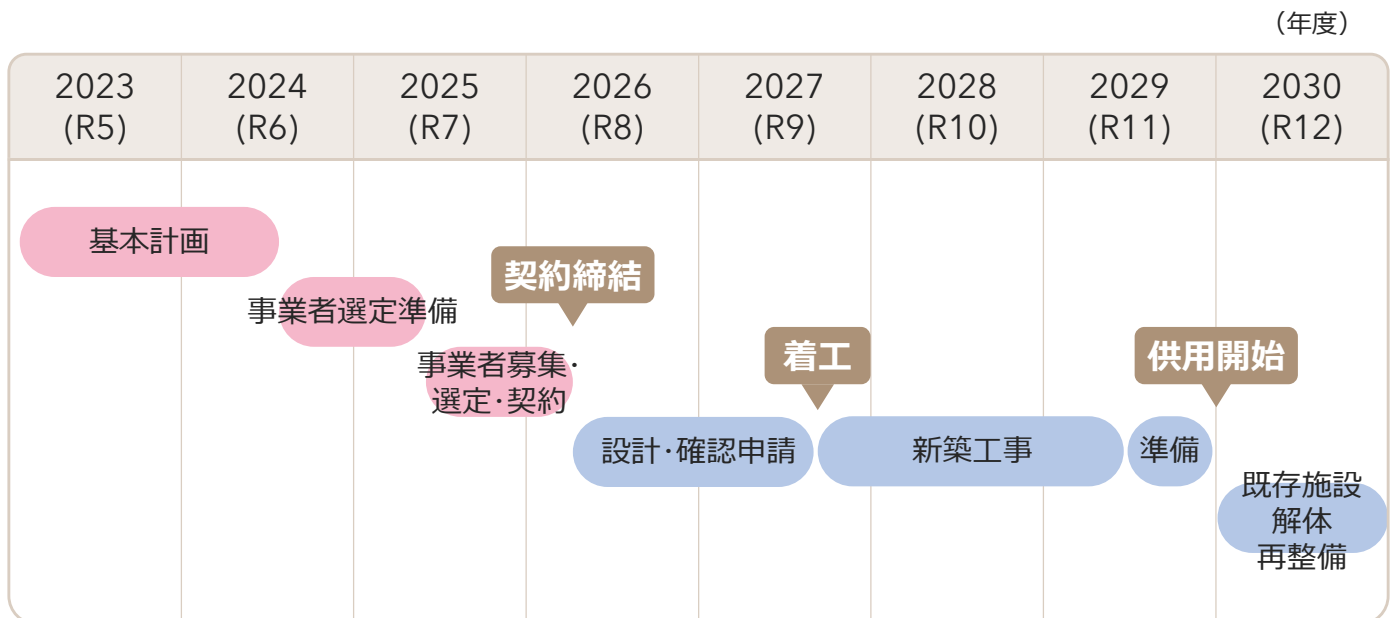 （年度）
2023 2024 2025 2026 2027 2028 2029 2030
(R5) (R6) (R7) (R8) (R9) (R10) (R11) (R12)
基本計画
契約締結
事業者選定準備
着工
供用開始
事業者募集・
選定・契約
設計・確認申請
新築工事
準備
既存施設
解体
再整備